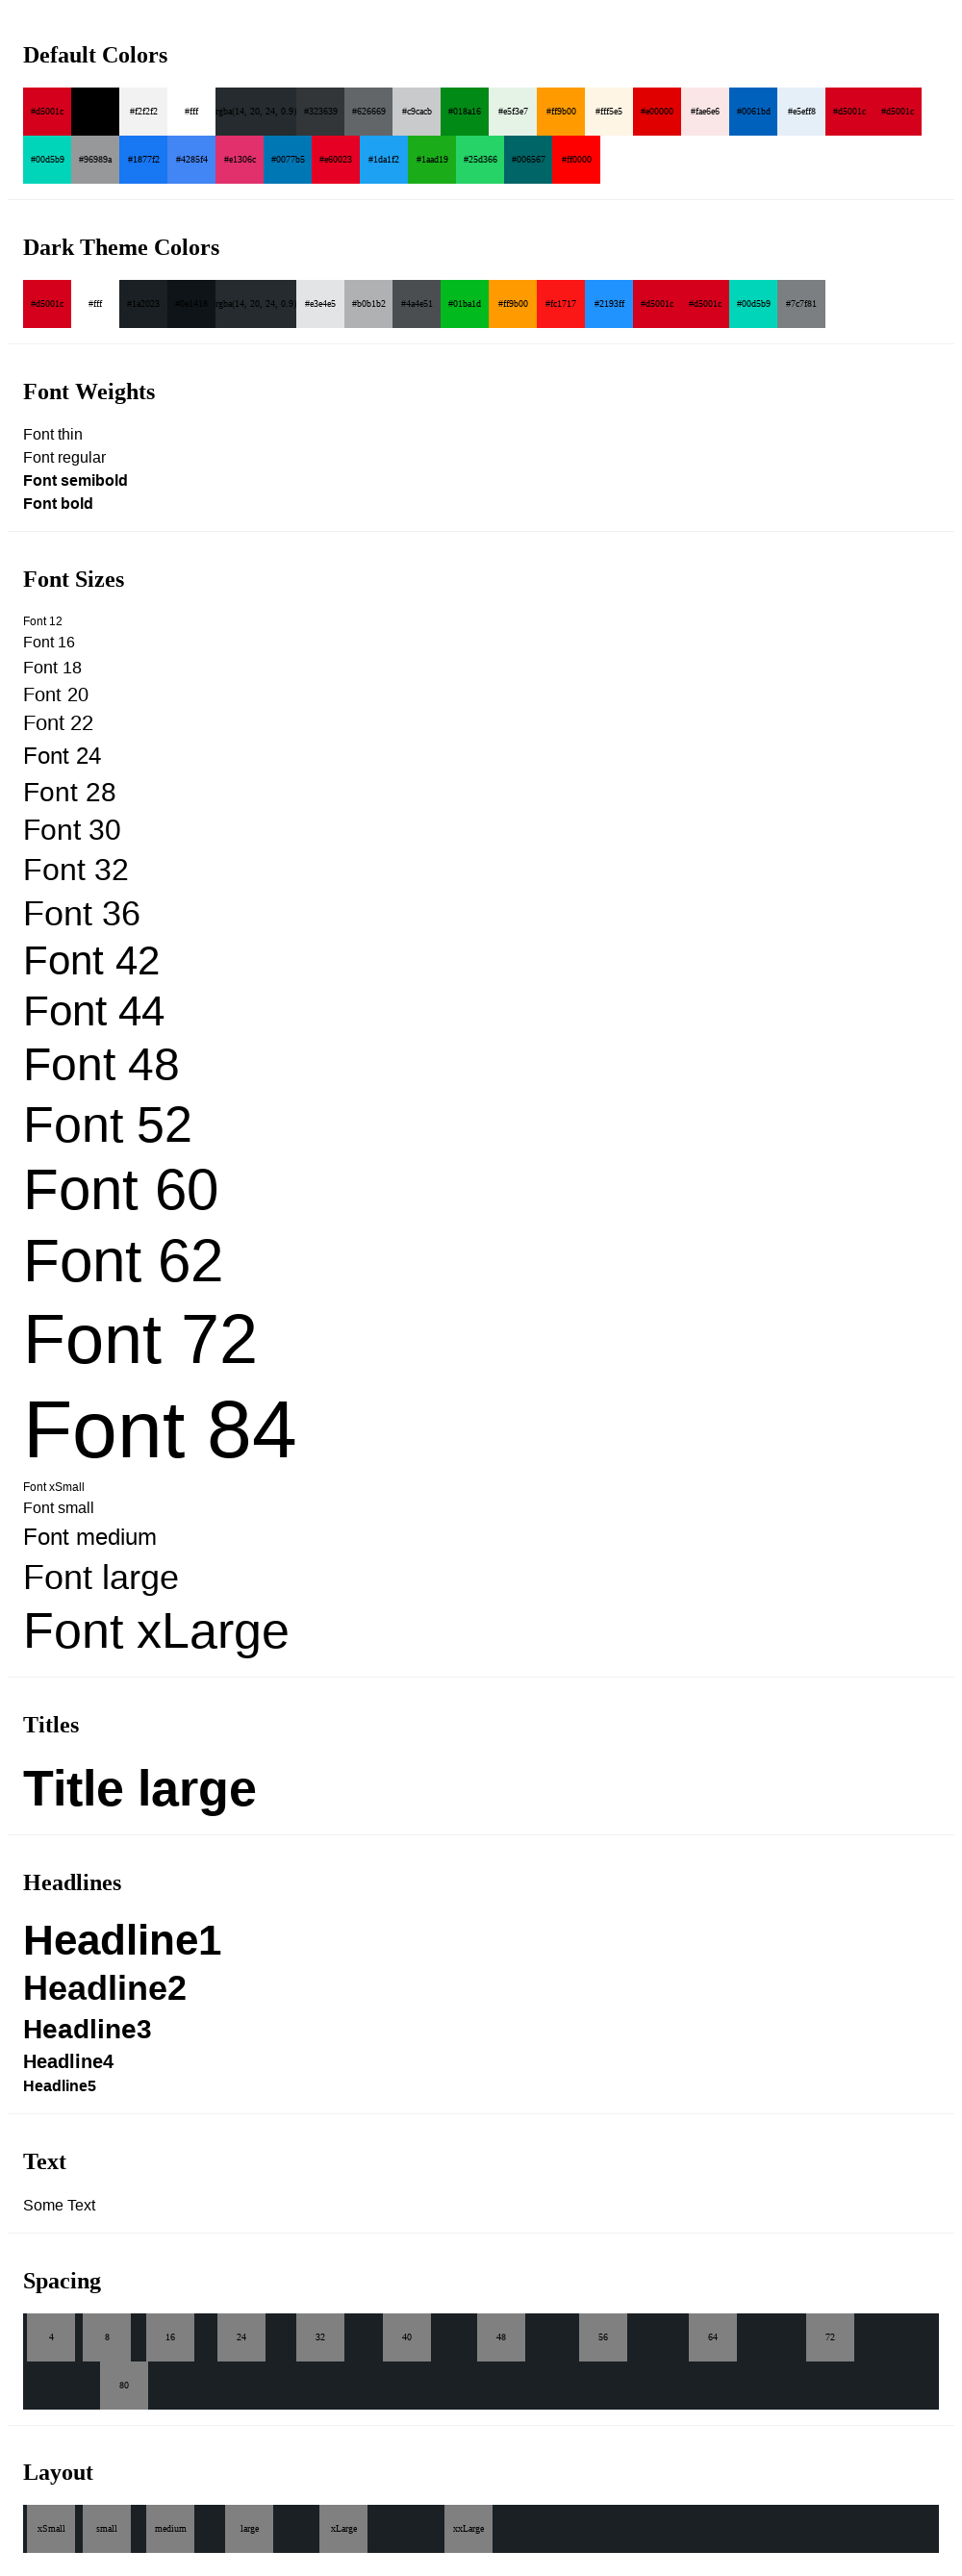 Default Colors
#d5001c #f2f2f2 #fff rgba(14, 20, 24, 0.9) #323639 #626669 #c9cacb #018a16 #e5f3e7 #ff9b00 #fff5e5 #e00000 #fae6e6 #0061bd #e5eff8 #d5001c #d5001c
#00d5b9 #96989a #1877f2 #4285f4 #e1306c #0077b5 #e60023 #1da1f2 #1aad19 #25d366 #006567 #ff0000
Dark Theme Colors
#d5001c #fff #1a2023 #0e1418 rgba(14, 20, 24, 0.9) #e3e4e5 #b0b1b2 #4a4e51 #01ba1d #ff9b00 #fc1717 #2193ff #d5001c #d5001c #00d5b9 #7c7f81
Font Weights
Font thin
Font regular
Font semibold
Font bold
Font Sizes
Font 12
Font 16
Font 18
Font 20
Font 22
Font 24
Font 28
Font 30
Font 32
Font 36
Font 42
Font 44
Font 48
Font 52
Font 60
Font 62
Font 72
Font 84
Font xSmall
Font small
Font medium
Font large
Font xLarge
Titles
Title large
Headlines
Headline1
Headline2
Headline3
Headline4
Headline5
Text
Some Text
Spacing
4 8 16 24 32 40 48 56 64 72
80
Layout
xSmall small medium large xLarge xxLarge